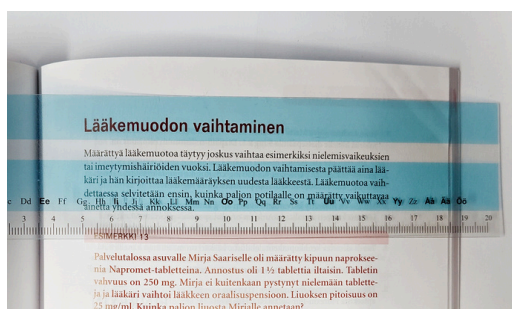 Lääkemuodon vaihtaminen
Määrättyä lääkemuotoa täytyy joskus vaihtaa esimerkiksi nielemisvaikeuksien
tai imeytymishäiriöiden vuoksi. Lääkemuodon vaihtamisesta päättää aina lää-
käri ja hän kirjoittaa lääkemääräyksen uudesta lääkkeestä. Lääkemuotoa vaih-
dettaessa selvitetään ensin, kuinka paljon potilaalle on määrätty vaikuttavaa
c Dd Ee Ff Gg Hh Ii Jj Kk Ll Mm Nn Oo Pp Qq Rr Ss Tt Uu Vv Ww Xx Yy Zz Åå Ää Öö
ainetta yhdessä annoksessa.
3 4 5 6 7 8 9 10 11 12 13 14 15 16 17 18 19 20
ESIMERKKI 13
Palvelutalossa asuvalle Mirja Saariselle oli määrätty kipuun naproksee-
nia Napromet-tabletteina. Annostus oli 1 ½ tablettia iltaisin. Tabletin
vahvuus on 250 mg. Mirja ei kuitenkaan pystynyt nielemään tablette-
ja ja lääkäri vaihtoi lääkkeen oraalisuspensioon. Liuoksen pitoisuus on
25 mg/ml. Kuinka paljon liuosta Mirjalle annetaan?